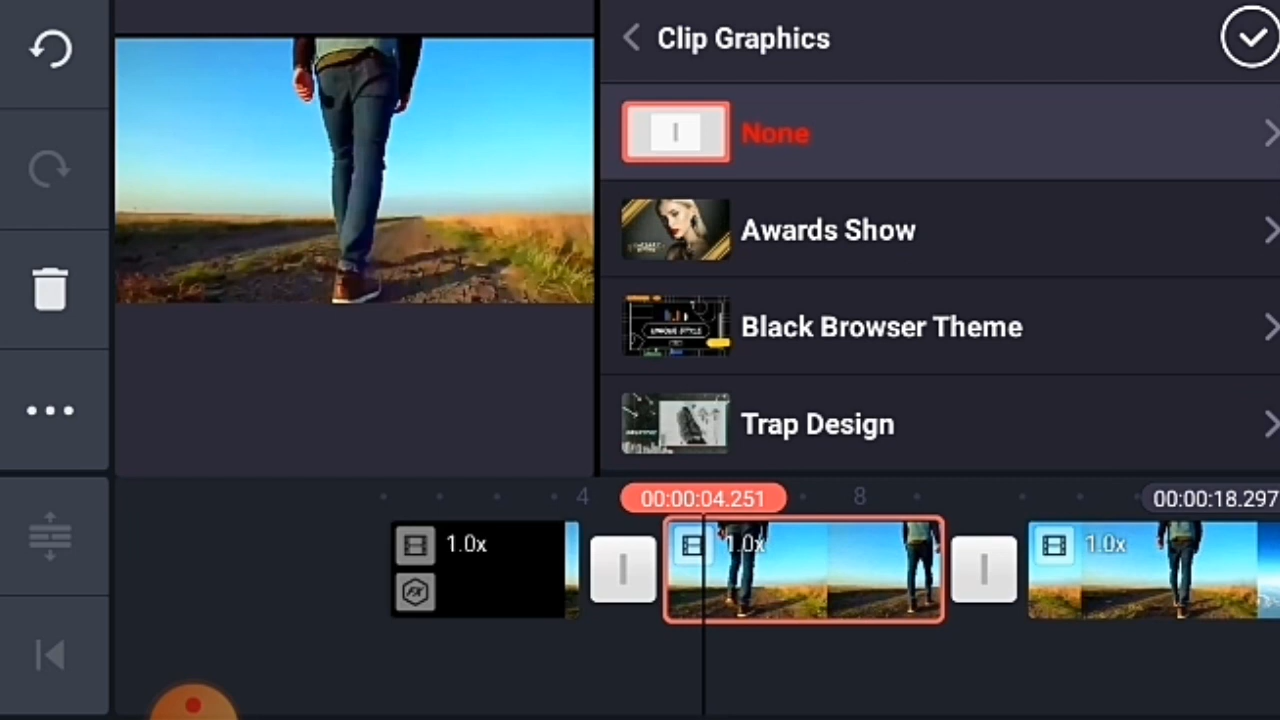 Clip Graphics
None
Awards Show
Black Browser Theme
Trap Design
4
00:00:04.251
8
00:00:18.297
1.0x
FX
1.0x
1.0x